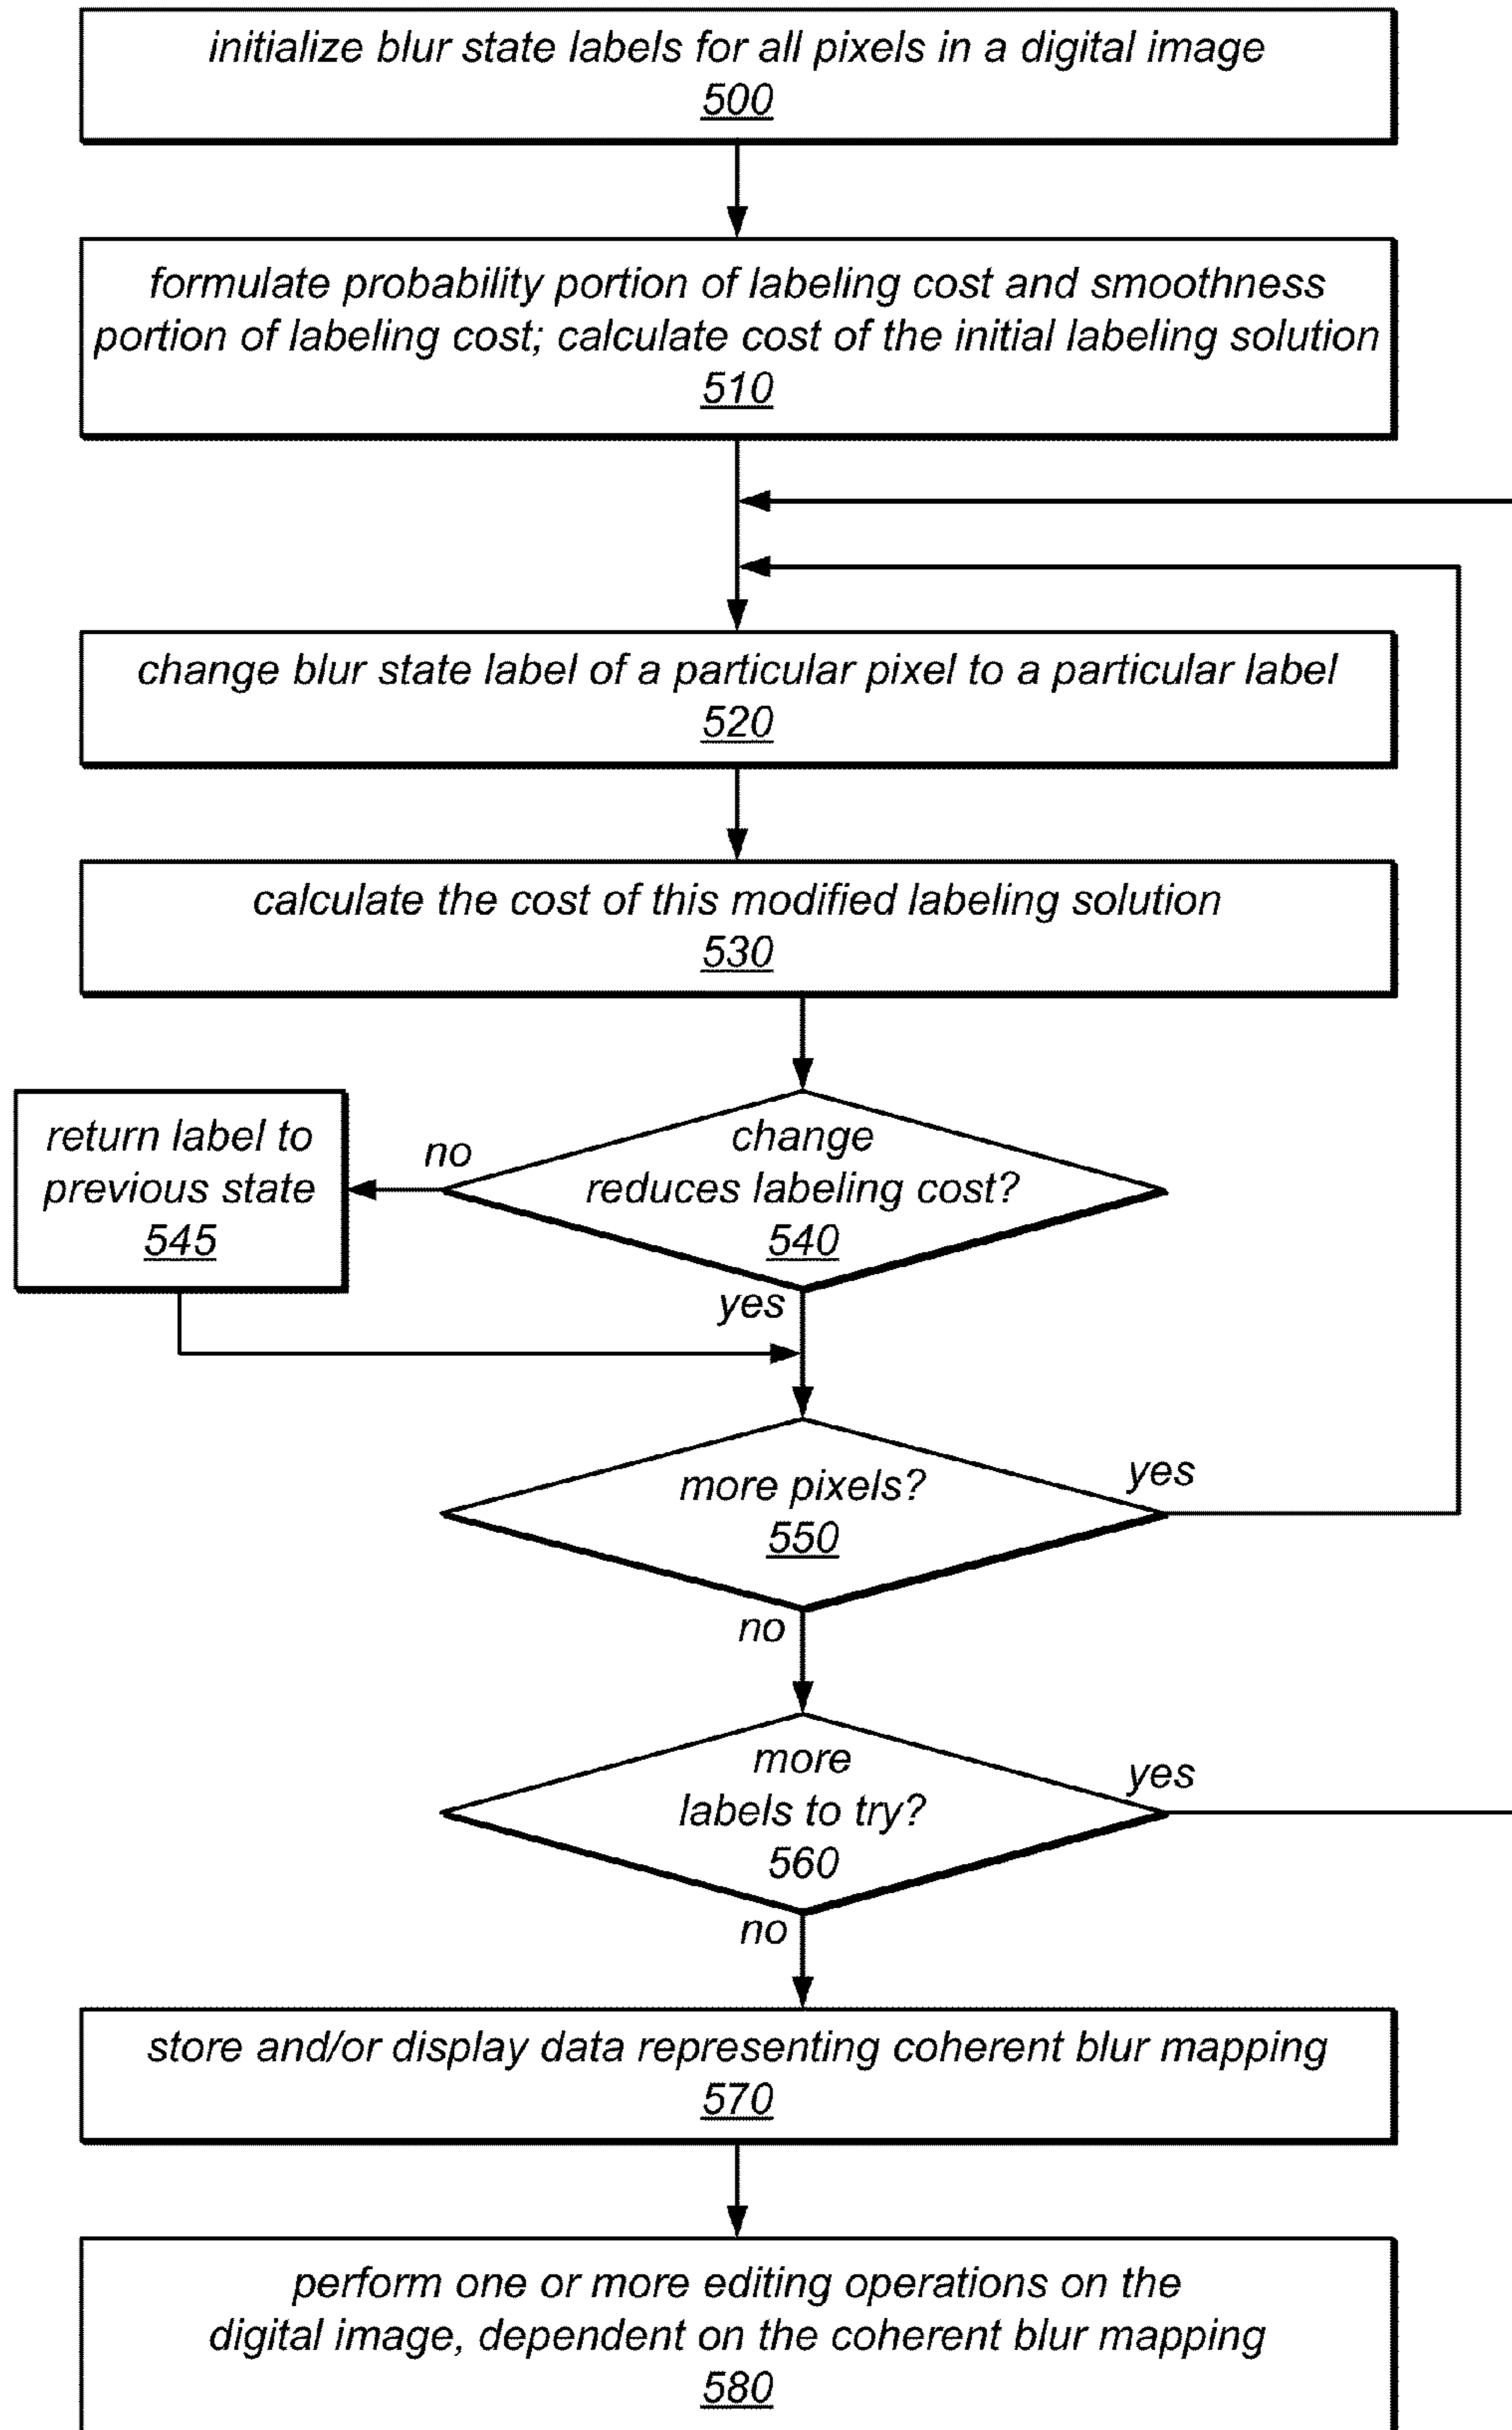 initialize blur state labels for all pixels in a digital image
500
formulate probability portion of labeling cost and smoothness
portion of labeling cost; calculate cost of the initial labeling solution
510
change blur state label of a particular pixel to a particular label
520
calculate the cost of this modified labeling solution
530
return label to
previous state
545
no
change
reduces labeling cost?
540
yes
more pixels?
550
yes
no
more
labels to try?
560
yes
no
store and/or display data representing coherent blur mapping
570
perform one or more editing operations on the
digital image, dependent on the coherent blur mapping
580